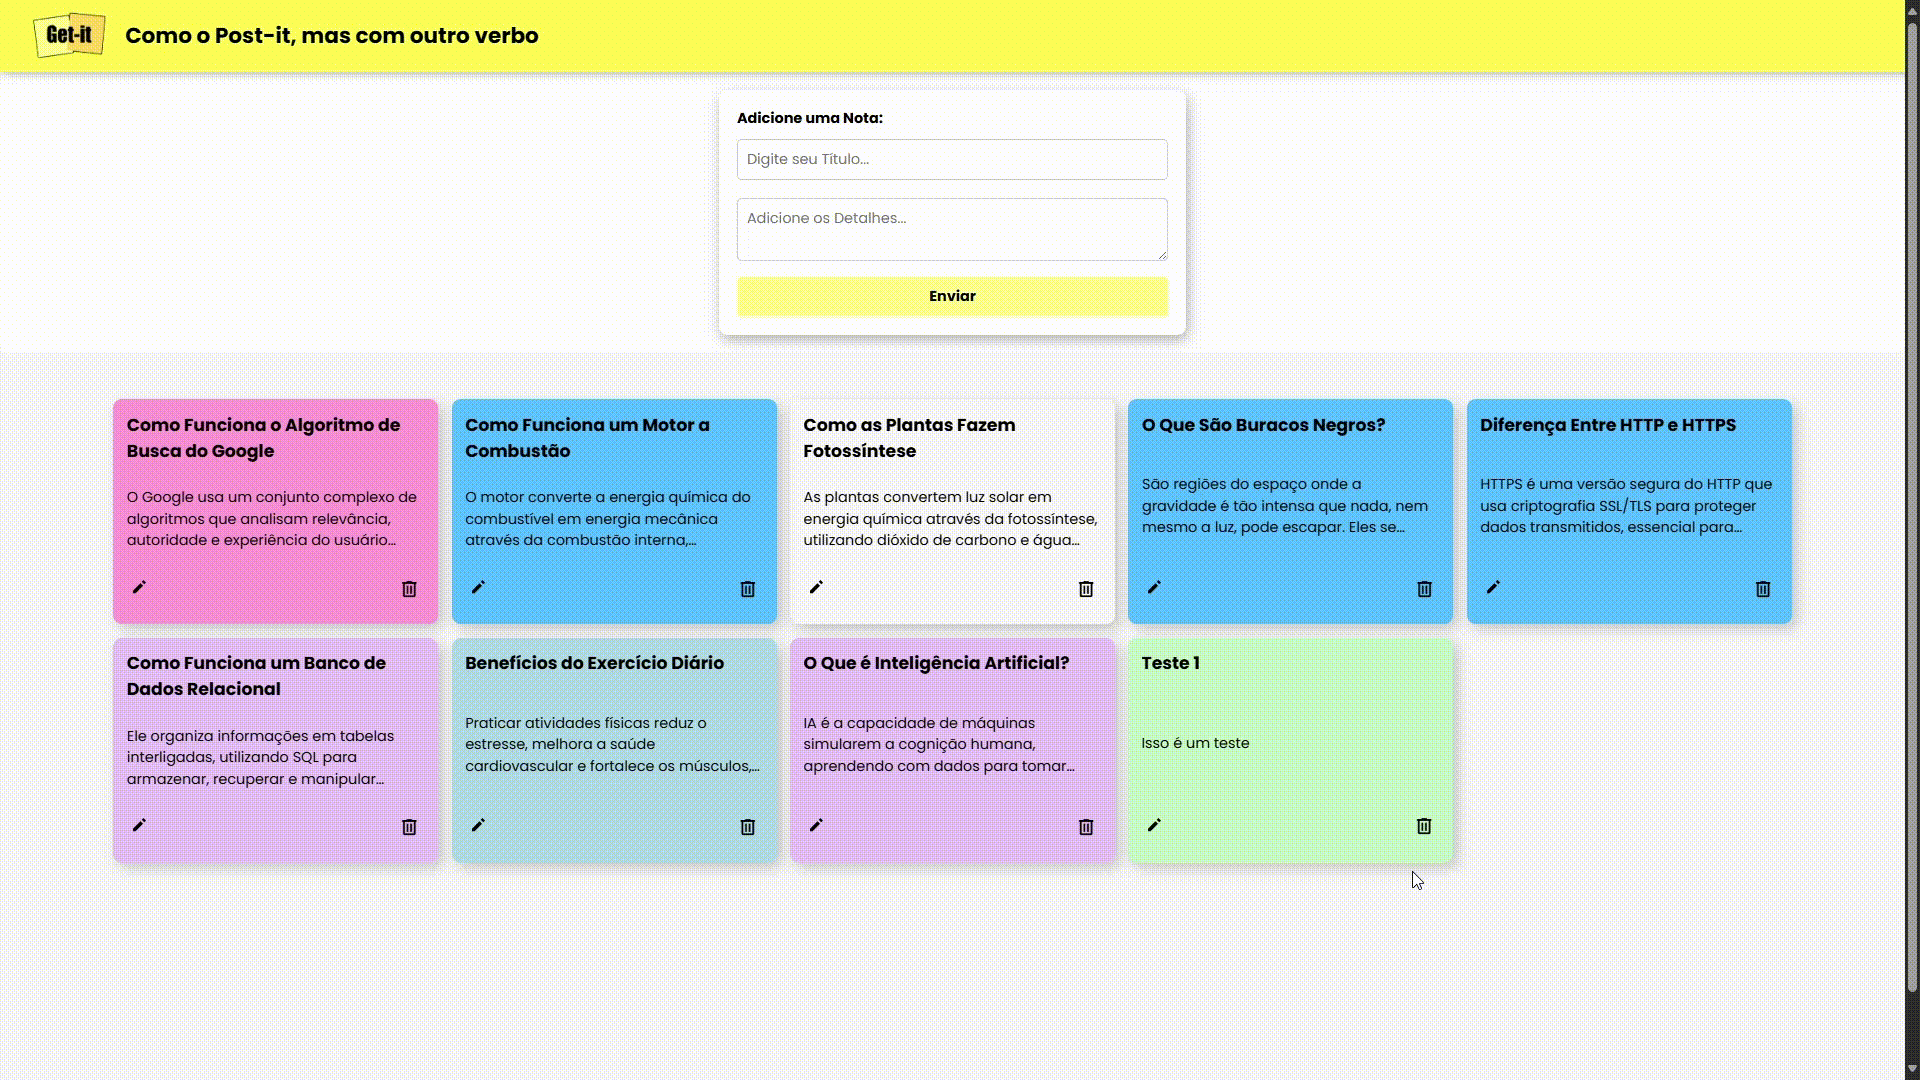 Get-it
Como o Post-it, mas com outro verbo
Adicione uma Nota:
Digite seu Título...
Adicione os Detalhes...
Enviar
Como Funciona o Algoritmo de
Busca do Google
O Google usa um conjunto complexo de
algoritmos que analisam relevância,
autoridade e experiência do usuário...
Como Funciona um Motor a
Combustão
O motor converte a energia química do
combustível em energia mecânica
através da combustão interna,...
Como as Plantas Fazem
Fotossíntese
As plantas convertem luz solar em
energia química através da fotossíntese,
utilizando dióxido de carbono e água...
O Que São Buracos Negros?
São regiões do espaço onde a
gravidade é tão intensa que nada, nem
mesmo a luz, pode escapar. Eles se...
Diferença Entre HTTP e HTTPS
HTTPS é uma versão segura do HTTP que
usa criptografia SSL/TLS para proteger
dados transmitidos, essencial para...
Como Funciona um Banco de
Dados Relacional
Ele organiza informações em tabelas
interligadas, utilizando SQL para
armazenar, recuperar e manipular...
Benefícios do Exercício Diário
Praticar atividades físicas reduz o
estresse, melhora a saúde
cardiovascular e fortalece os músculos,...
O Que é Inteligência Artificial?
IA é a capacidade de máquinas
simularem a cognição humana,
aprendendo com dados para tomar...
Teste 1
Isso é um teste